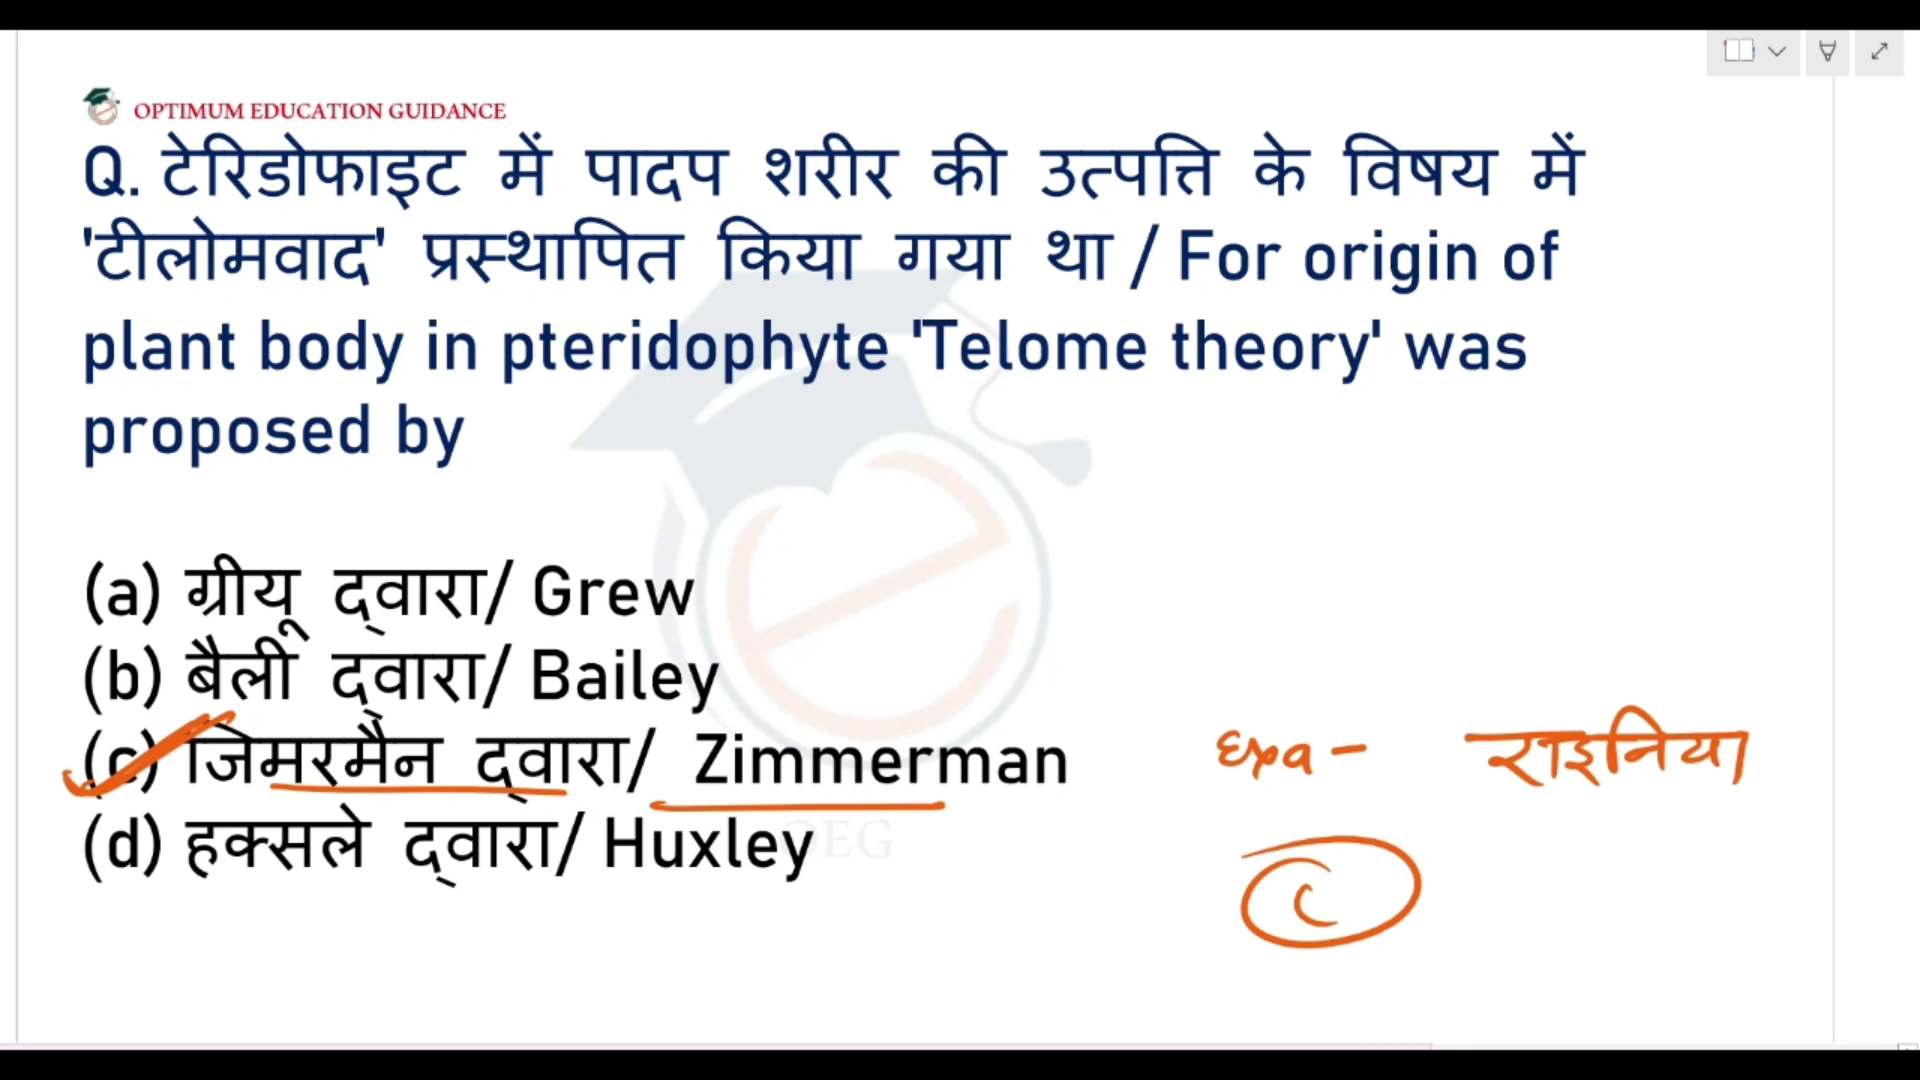 OPTIMUM EDUCATION GUIDANCE
Q. टेरिडोफाइट में पादप शरीर की उत्पत्ति के विषय में
'टीलोमवाद' प्रस्थापित किया गया था / For origin of
plant body in pteridophyte 'Telome theory' was
proposed by
(a) ग्रीयू द्वारा/ Grew
(b) बैली द्वारा/ Bailey
(c) जिमरमैन द्वारा/ Zimmerman
Exa - राइनिया
(d) हक्सले द्वारा/ Huxley
OEG
C